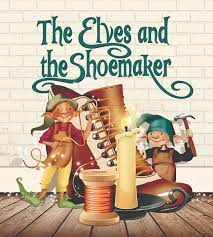 The Elves and
the Shoemaker